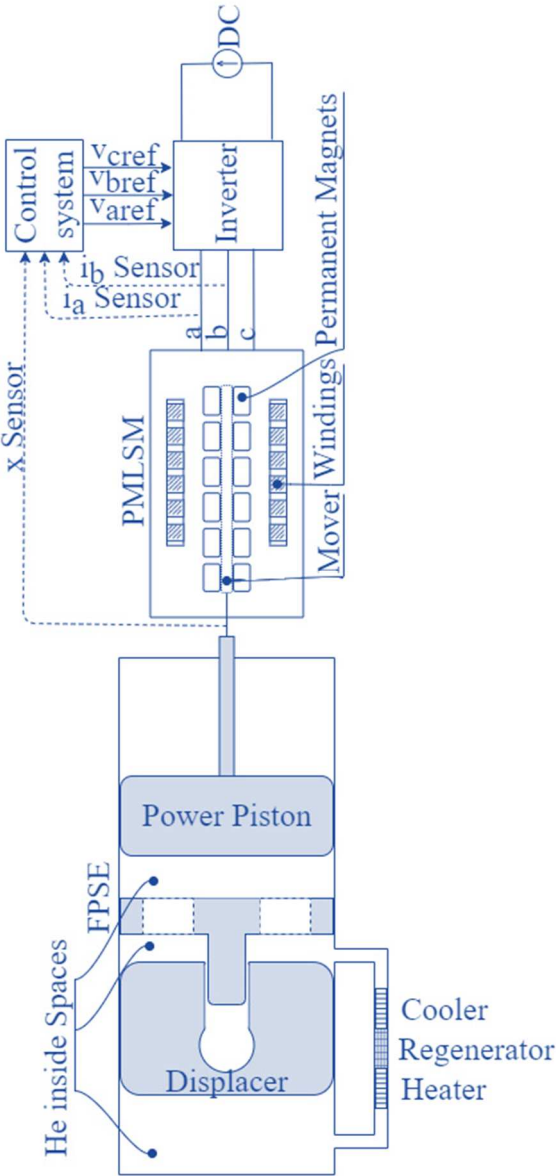 DC
Control
system
vcref
vbref
varef
Inverter
ib Sensor
ia Sensor
a
b
c
x Sensor
PMLSM
Permanent Magnets
Windings
Mover
Power Piston
FPSE
He inside Spaces
Displacer
Cooler
Regenerator
Heater